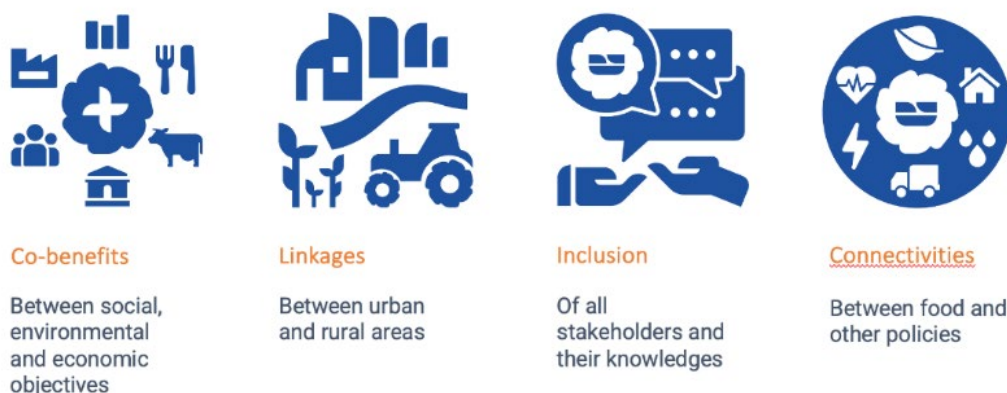 Co-benefits
Between social,
environmental
and economic
objectives
Linkages
Between urban
and rural areas
Inclusion
Of all
stakeholders and
their knowledges
Connectivities
Between food and
other policies